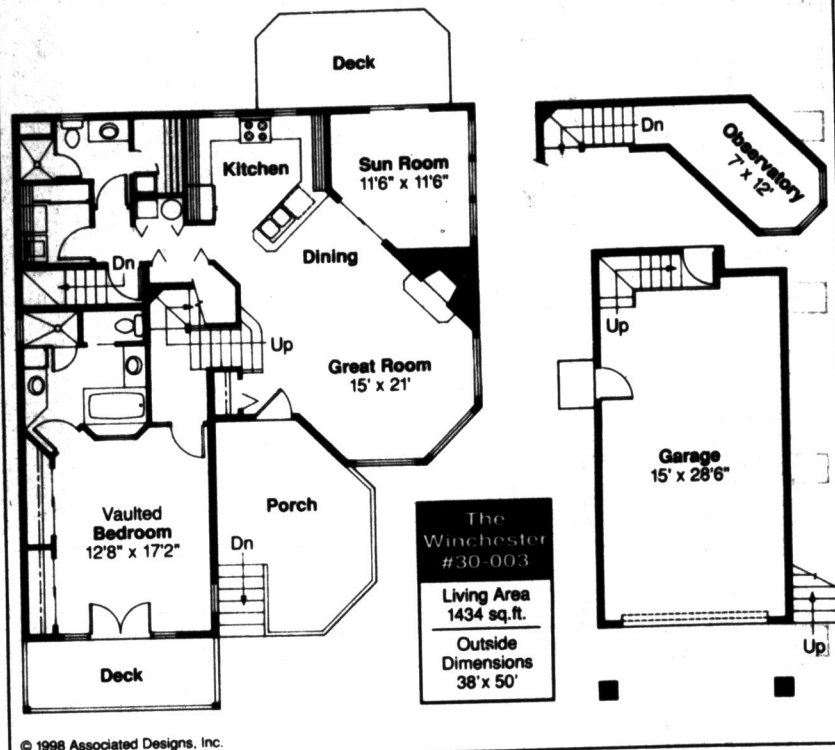 Deck
Kitchen
Sun Room
11'6" x 11'6"
Dn
Observatory
7' x 12'
Dining
Dn
Up
Up
Great Room
15' x 21'
Garage
15' x 28'6"
Porch
Vaulted
Bedroom
12'8" x 17'2"
Dn
The
Winchester
#30-003
Living Area
1434 sq.ft.
Outside
Dimensions
38' x 50'
Up
Deck
© 1998 Associated Designs, Inc.